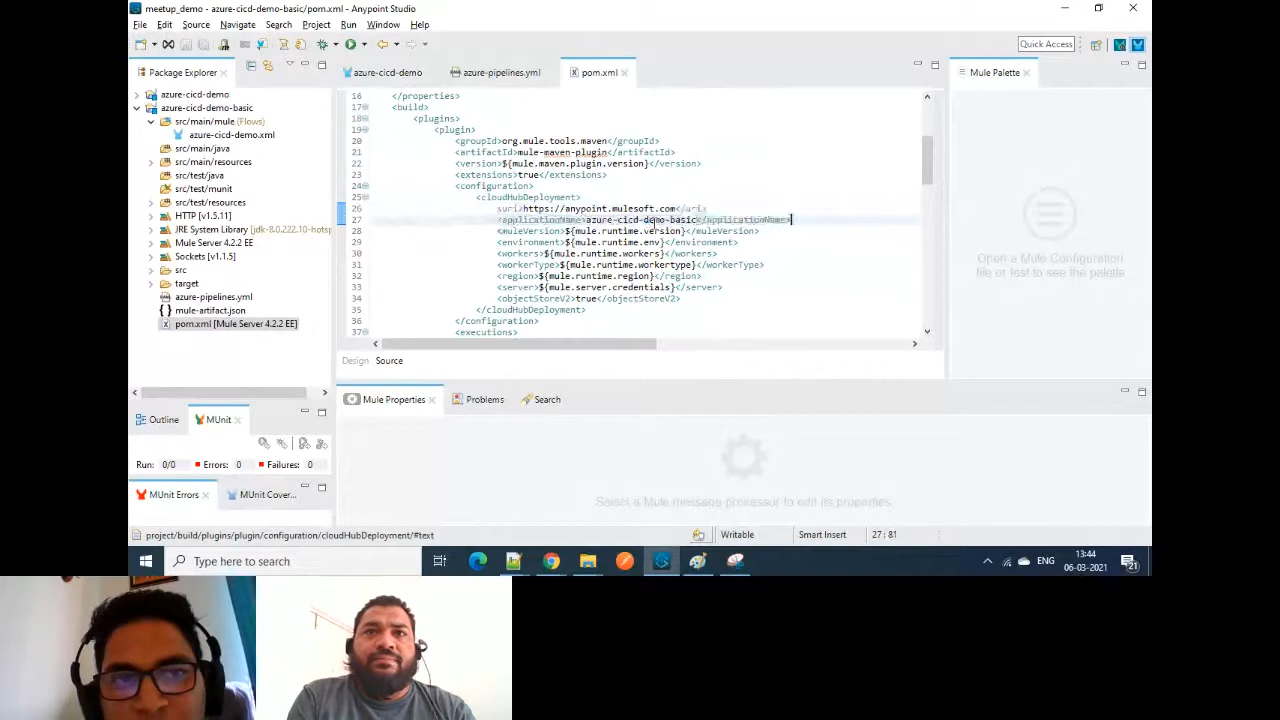 meetup_demo - azure-cicd-demo-basic/pom.xml - Anypoint Studio
File Edit Source Navigate Search Project Run Window Help
Quick Access
Package Explorer
azure-cicd-demo
azure-cicd-demo-basic
src/main/mule (Flows)
azure-cicd-demo.xml
src/main/java
src/main/resources
src/test/java
src/test/munit
src/test/resources
HTTP [v1.5.11]
JRE System Library [jdk-8.0.222.10-hotsp
Mule Server 4.2.2 EE
Sockets [v1.1.5]
src
target
azure-pipelines.yml
mule-artifact.json
pom.xml [Mule Server 4.2.2 EE]
azure-cicd-demo azure-pipelines.yml pom.xml
16 </properties>
17 <build>
18 <plugins>
19 <plugin>
20 <groupId>org.mule.tools.maven</groupId>
21 <artifactId>mule-maven-plugin</artifactId>
22 <version>${mule.maven.plugin.version}</version>
23 <extensions>true</extensions>
24 <configuration>
25 <cloudHubDeployment>
26 <uri>https://anypoint.mulesoft.com</uri>
27 <applicationName>azure-cicd-demo-basic</applicationName>
28 <muleVersion>${mule.runtime.version}</muleVersion>
29 <environment>${mule.runtime.env}</environment>
30 <workers>${mule.runtime.workers}</workers>
31 <workerType>${mule.runtime.workertype}</workerType>
32 <region>${mule.runtime.region}</region>
33 <server>${mule.server.credentials}</server>
34 <objectStoreV2>true</objectStoreV2>
35 </cloudHubDeployment>
36 </configuration>
37 <executions>
Design Source
Mule Palette
Open a Mule Configuration
file or test to see the palette
Outline MUnit
Run: 0/0 Errors: 0 Failures: 0
MUnit Errors MUnit Cover...
Mule Properties Problems Search
Select a Mule message processor to edit its properties.
project/build/plugins/plugin/configuration/cloudHubDeployment/#text
Writable Smart Insert 27 : 81
Type here to search
ENG
13:44
06-03-2021
21